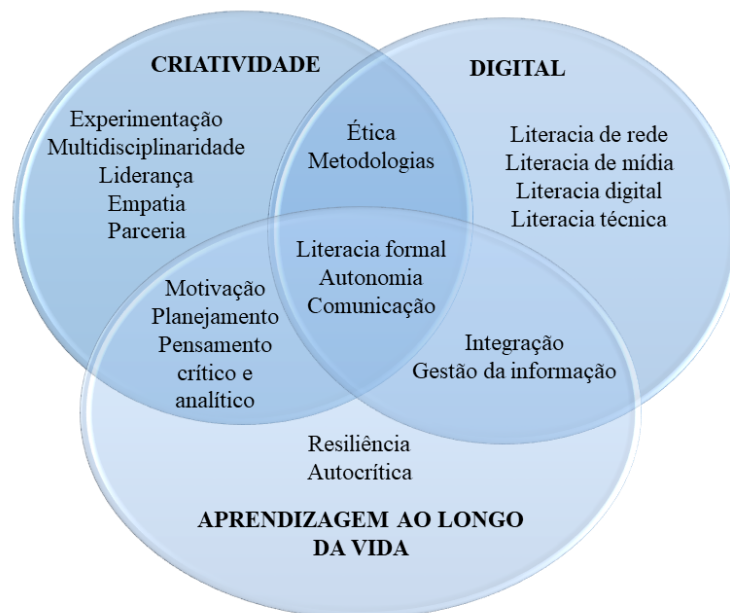 CRIATIVIDADE
Experimentação
Multidisciplinaridade
Liderança
Empatia
Parceria
Ética
Metodologias
DIGITAL
Literacia de rede
Literacia de mídia
Literacia digital
Literacia técnica
Literacia formal
Autonomia
Comunicação
Motivação
Planejamento
Pensamento
crítico e
analítico
Integração
Gestão da informação
Resiliência
Autocrítica
APRENDIZAGEM AO LONGO
DA VIDA